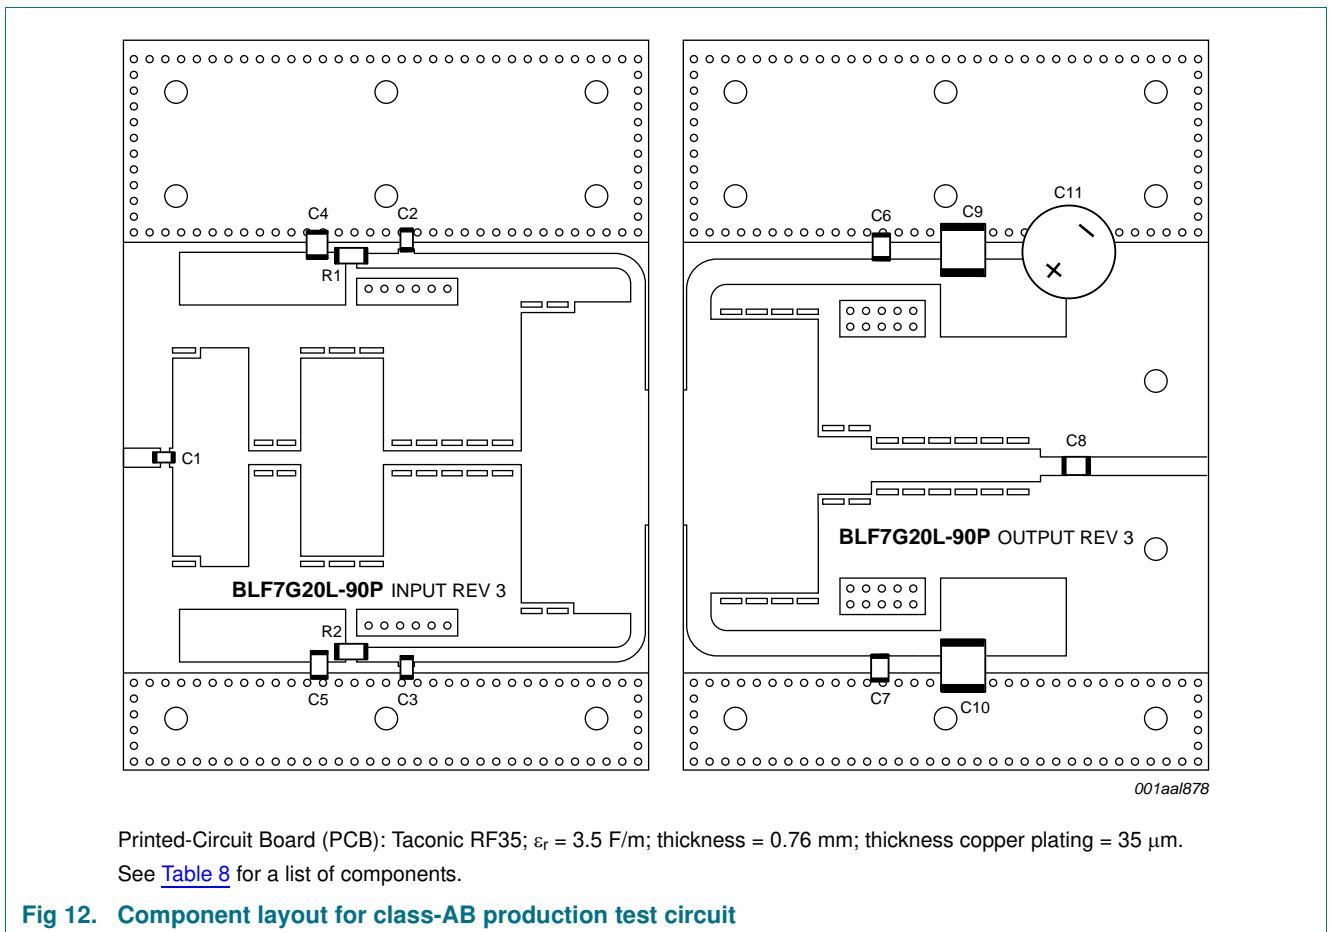 C4
C2
R1
C1
BLF7G20L-90P INPUT REV 3
R2
C5
C3
C6
C9
C11
C8
BLF7G20L-90P OUTPUT REV 3
C7
C10
001aal878
Printed-Circuit Board (PCB): Taconic RF35; εr = 3.5 F/m; thickness = 0.76 mm; thickness copper plating = 35 μm.
See Table 8 for a list of components.
Fig 12. Component layout for class-AB production test circuit